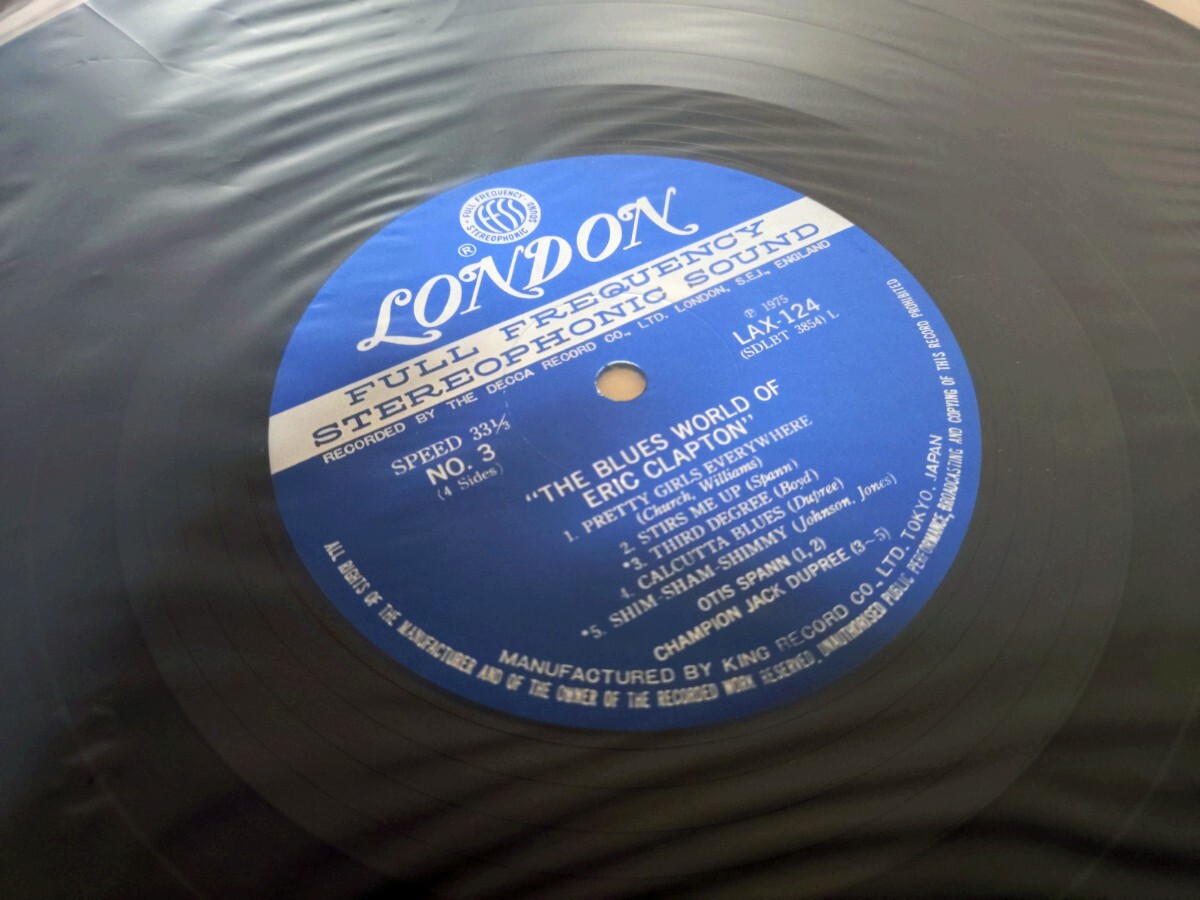 FULL FREQUENCY
FFSS
STEREOPHONIC SOUND
® LONDON
FULL FREQUENCY
STEREOPHONIC SOUND
RECORDED BY THE DECCA RECORD CO., LTD. LONDON, S.E.I., ENGLAND
℗ 1975
LAX-124
(SDLBT 3854) L
SPEED 33⅓
NO. 3
(4 Sides)
"THE BLUES WORLD OF
ERIC CLAPTON"
1. PRETTY GIRLS EVERYWHERE
(Church, Williams)
2. STIRS ME UP (Spann)
*3. THIRD DEGREE (Boyd)
4. CALCUTTA BLUES (Dupree)
*5. SHIM-SHAM-SHIMMY (Johnson, Jones)
OTIS SPANN (1, 2)
CHAMPION JACK DUPREE (3~5)
MANUFACTURED BY KING RECORD CO., LTD. TOKYO. JAPAN
ALL RIGHTS OF THE MANUFACTURER AND OF THE OWNER OF THE RECORDED WORK RESERVED. UNAUTHORISED PUBLIC PERFORMANCE, BROADCASTING AND COPYING OF THIS RECORD PROHIBITED